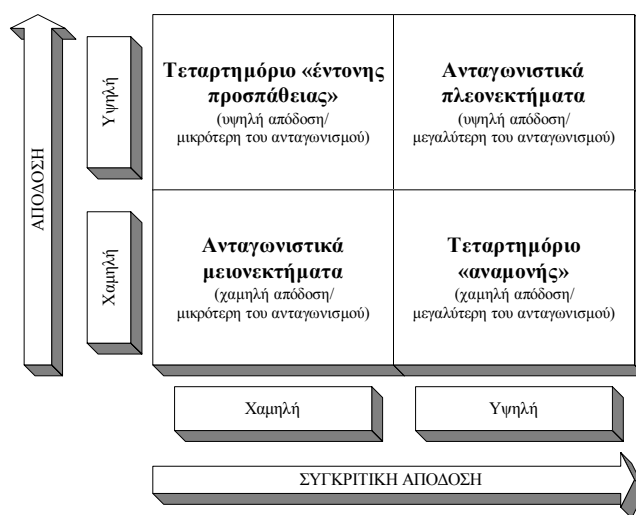 ΑΠΟΔΟΣΗ
Υψηλή
Τεταρτημόριο «έντονης
προσπάθειας»
(υψηλή απόδοση/
μικρότερη του ανταγωνισμού)
Ανταγωνιστικά
πλεονεκτήματα
(υψηλή απόδοση/
μεγαλύτερη του ανταγωνισμού)
Χαμηλή
Ανταγωνιστικά
μειονεκτήματα
(χαμηλή απόδοση/
μικρότερη του ανταγωνισμού)
Τεταρτημόριο
«αναμονής»
(χαμηλή απόδοση/
μεγαλύτερη του ανταγωνισμού)
Χαμηλή
Υψηλή
ΣΥΓΚΡΙΤΙΚΗ ΑΠΟΔΟΣΗ